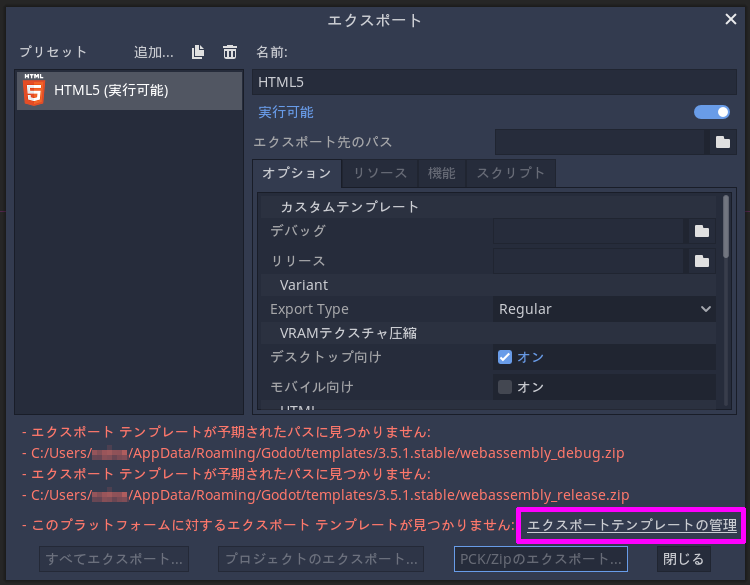 エクスポート
プリセット 追加... 名前:
HTML5 (実行可能)
HTML5
実行可能
エクスポート先のパス
オプション リソース 機能 スクリプト
カスタムテンプレート
デバッグ
リリース
Variant
Export Type Regular
VRAMテクスチャ圧縮
デスクトップ向け オン
モバイル向け オン
- エクスポート テンプレートが予期されたパスに見つかりません:
- C:/Users/ /AppData/Roaming/Godot/templates/3.5.1.stable/webassembly_debug.zip
- エクスポート テンプレートが予期されたパスに見つかりません:
- C:/Users/ /AppData/Roaming/Godot/templates/3.5.1.stable/webassembly_release.zip
- このプラットフォームに対するエクスポート テンプレートが見つかりません: エクスポートテンプレートの管理
すべてエクスポート... プロジェクトのエクスポート... PCK/Zipのエクスポート... 閉じる